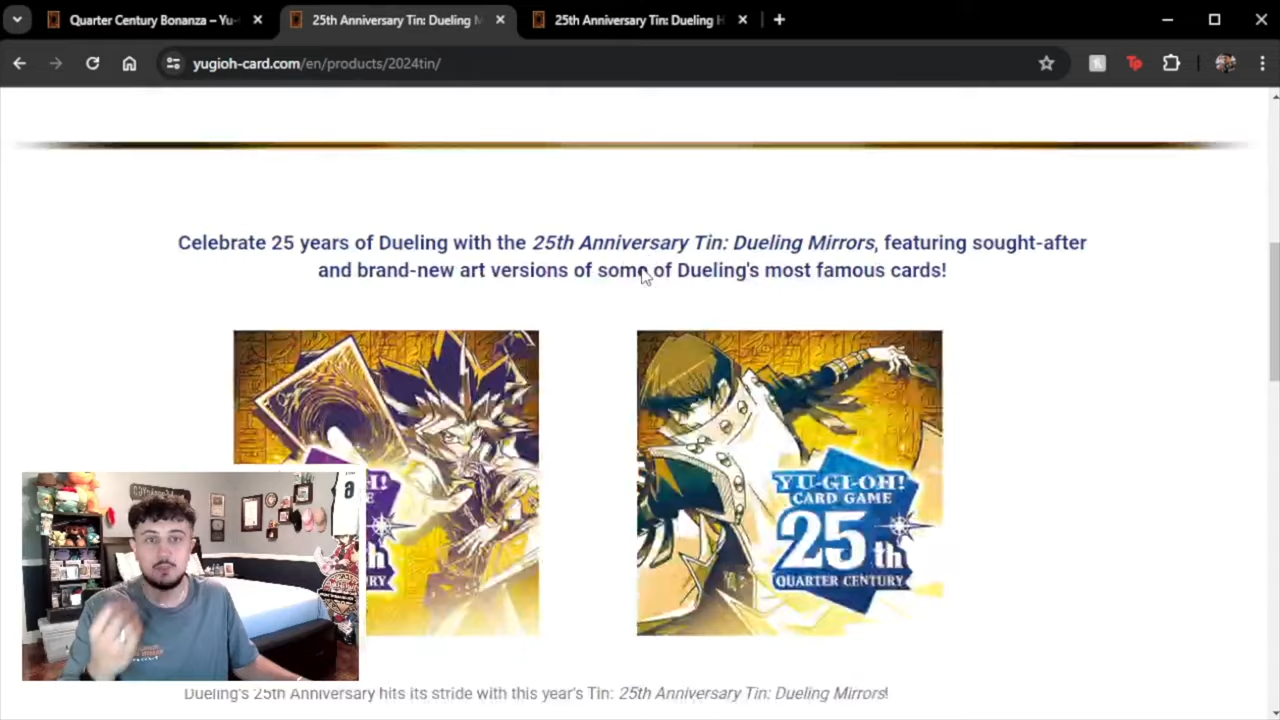 Quarter Century Bonanza – Yu-
25th Anniversary Tin: Dueling M
25th Anniversary Tin: Dueling H
yugioh-card.com/en/products/2024tin/
Celebrate 25 years of Dueling with the 25th Anniversary Tin: Dueling Mirrors, featuring sought-after
and brand-new art versions of some of Dueling's most famous cards!
H!
E
th
RY
YU-GI-OH!
CARD GAME
25th
QUARTER CENTURY
Dueling's 25th Anniversary hits its stride with this year's Tin: 25th Anniversary Tin: Dueling Mirrors!